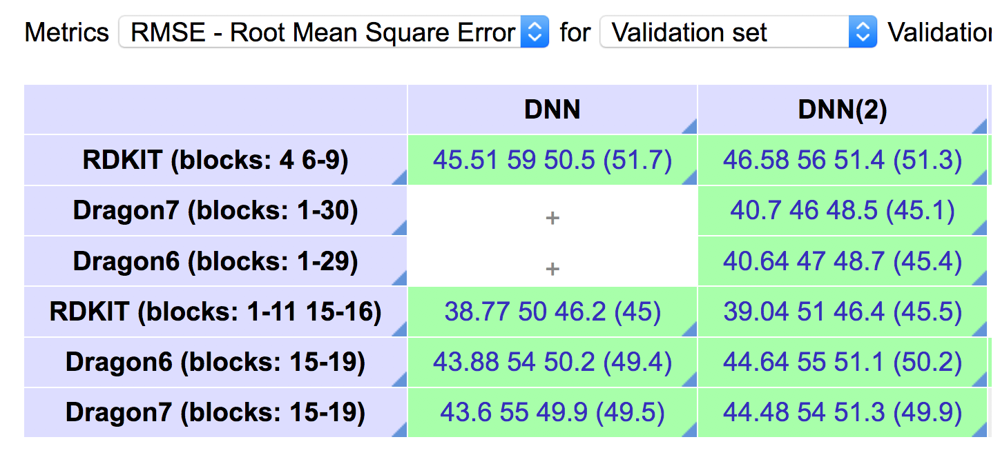 Metrics RMSE - Root Mean Square Error for Validation set Validation
DNN DNN(2)
RDKIT (blocks: 4 6-9) 45.51 59 50.5 (51.7) 46.58 56 51.4 (51.3)
Dragon7 (blocks: 1-30) + 40.7 46 48.5 (45.1)
Dragon6 (blocks: 1-29) + 40.64 47 48.7 (45.4)
RDKIT (blocks: 1-11 15-16) 38.77 50 46.2 (45) 39.04 51 46.4 (45.5)
Dragon6 (blocks: 15-19) 43.88 54 50.2 (49.4) 44.64 55 51.1 (50.2)
Dragon7 (blocks: 15-19) 43.6 55 49.9 (49.5) 44.48 54 51.3 (49.9)